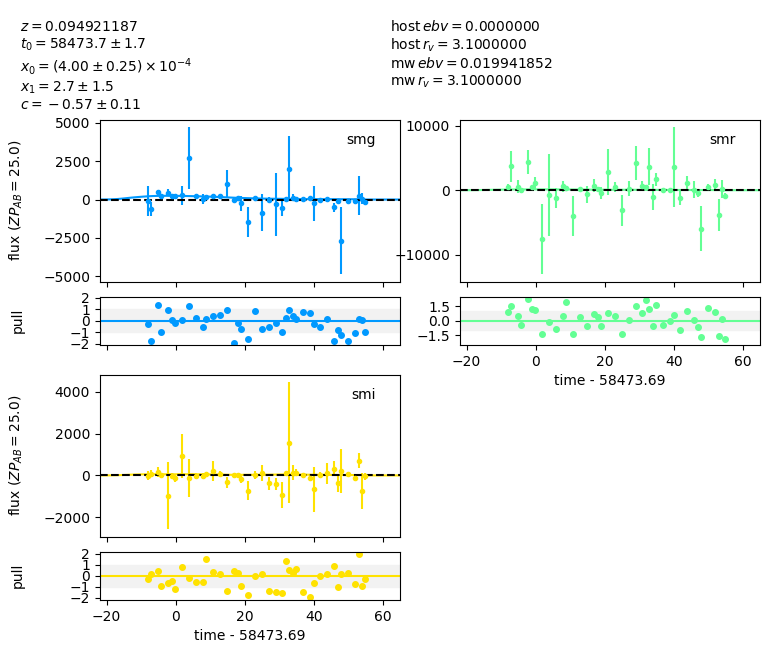 z = 0.094921187
t₀ = 58473.7 ± 1.7
x₀ = (4.00 ± 0.25) × 10⁻⁴
x₁ = 2.7 ± 1.5
c = −0.57 ± 0.11
host ebv = 0.0000000
host r_v = 3.1000000
mw ebv = 0.019941852
mw r_v = 3.1000000
smg
flux (ZP_AB = 25.0)
5000
2500
0
−2500
−5000
pull
2
1
0
−1
−2
smr
10000
0
−10000
1.5
0.0
−1.5
−20 0 20 40 60
time - 58473.69
smi
flux (ZP_AB = 25.0)
4000
2000
0
−2000
pull
2
1
0
−1
−2
−20 0 20 40 60
time - 58473.69